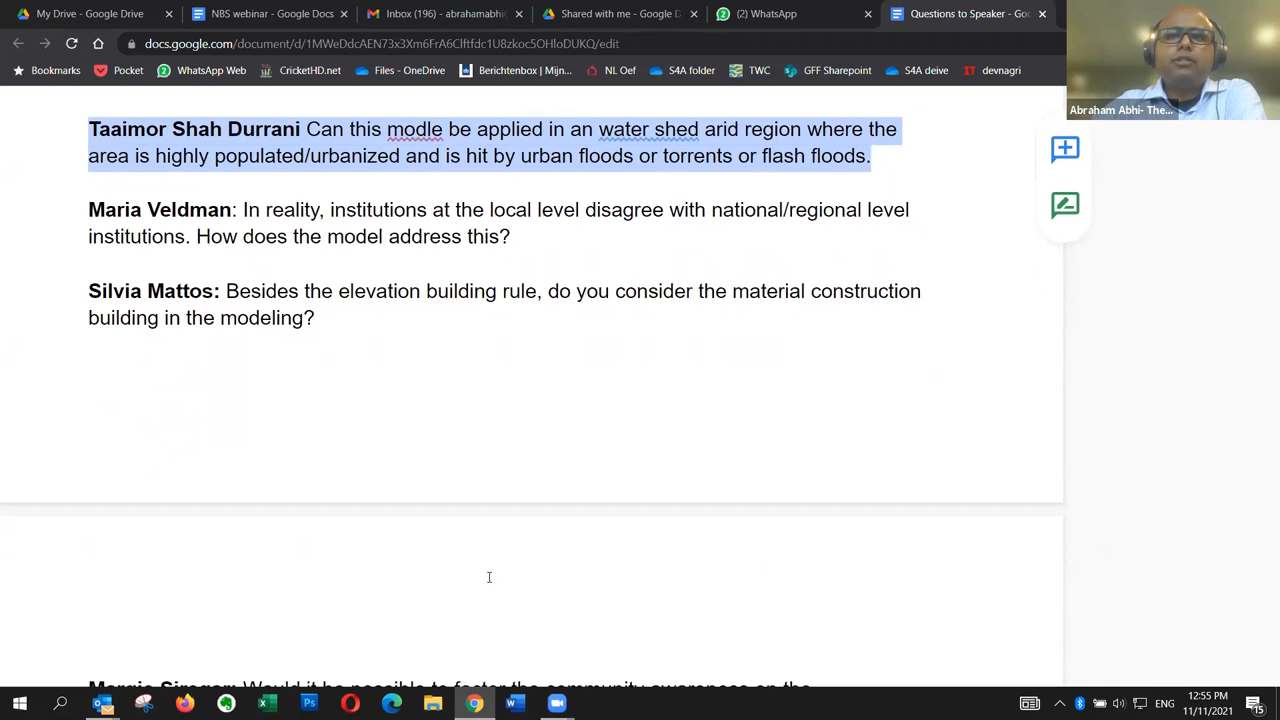 My Drive - Google Drive
NBS webinar - Google Docs
Inbox (196) - abrahamabhi@
Shared with me - Google D
(2) WhatsApp
Questions to Speaker - Goo
docs.google.com/document/d/
Bookmarks
Pocket
WhatsApp Web
CricketHD.net
Files - OneDrive
Berichtenbox | Mijn...
NL Oef
S4A folder
TWC
GFF Sharepoint
S4A deive
devnagri
Abraham Abhi- The...
Taaimor Shah Durrani Can this modle be applied in an water shed arid region where the
area is highly populated/urbanized and is hit by urban floods or torrents or flash floods.
Maria Veldman: In reality, institutions at the local level disagree with national/regional level
institutions. How does the model address this?
Silvia Mattos: Besides the elevation building rule, do you consider the material construction
building in the modeling?
12:55 PM
ENG
11/11/2021
15